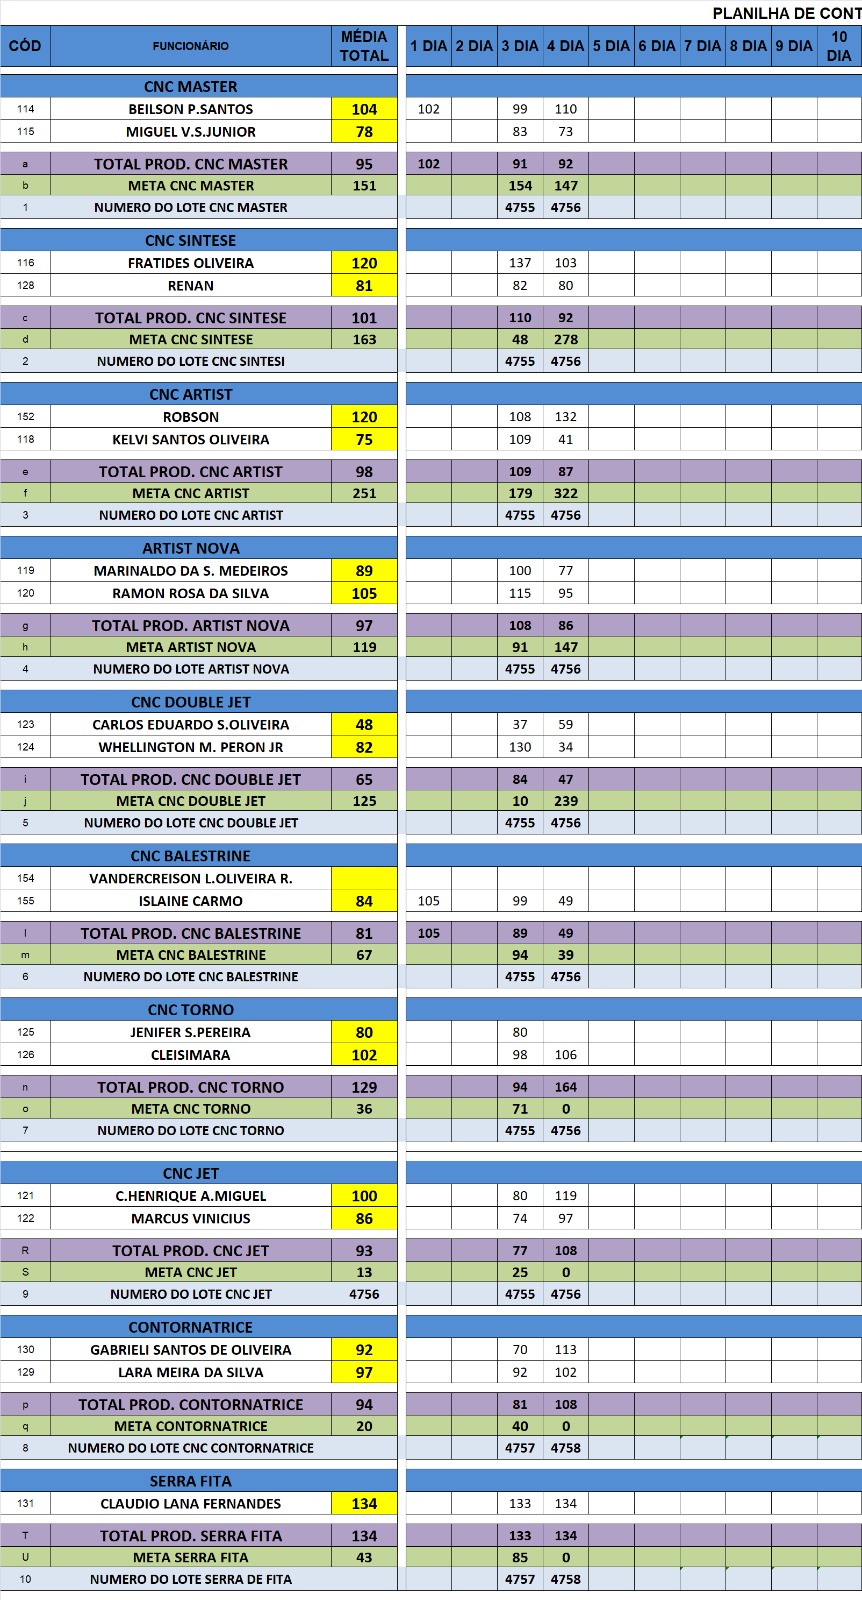 PLANILHA DE CONT
CÓD FUNCIONÁRIO MÉDIA TOTAL 1 DIA 2 DIA 3 DIA 4 DIA 5 DIA 6 DIA 7 DIA 8 DIA 9 DIA 10 DIA
CNC MASTER
114 BEILSON P.SANTOS 104 102 99 110
115 MIGUEL V.S.JUNIOR 78 83 73
a TOTAL PROD. CNC MASTER 95 102 91 92
b META CNC MASTER 151 154 147
1 NUMERO DO LOTE CNC MASTER 4755 4756
CNC SINTESE
116 FRATIDES OLIVEIRA 120 137 103
128 RENAN 81 82 80
c TOTAL PROD. CNC SINTESE 101 110 92
d META CNC SINTESE 163 48 278
2 NUMERO DO LOTE CNC SINTESI 4755 4756
CNC ARTIST
152 ROBSON 120 108 132
118 KELVI SANTOS OLIVEIRA 75 109 41
e TOTAL PROD. CNC ARTIST 98 109 87
f META CNC ARTIST 251 179 322
3 NUMERO DO LOTE CNC ARTIST 4755 4756
ARTIST NOVA
119 MARINALDO DA S. MEDEIROS 89 100 77
120 RAMON ROSA DA SILVA 105 115 95
g TOTAL PROD. ARTIST NOVA 97 108 86
h META ARTIST NOVA 119 91 147
4 NUMERO DO LOTE ARTIST NOVA 4755 4756
CNC DOUBLE JET
123 CARLOS EDUARDO S.OLIVEIRA 48 37 59
124 WHELLINGTON M. PERON JR 82 130 34
i TOTAL PROD. CNC DOUBLE JET 65 84 47
j META CNC DOUBLE JET 125 10 239
5 NUMERO DO LOTE CNC DOUBLE JET 4755 4756
CNC BALESTRINE
154 VANDERCREISON L.OLIVEIRA R.
155 ISLAINE CARMO 84 105 99 49
l TOTAL PROD. CNC BALESTRINE 81 105 89 49
m META CNC BALESTRINE 67 94 39
6 NUMERO DO LOTE CNC BALESTRINE 4755 4756
CNC TORNO
125 JENIFER S.PEREIRA 80 80
126 CLEISIMARA 102 98 106
n TOTAL PROD. CNC TORNO 129 94 164
o META CNC TORNO 36 71 0
7 NUMERO DO LOTE CNC TORNO 4755 4756
CNC JET
121 C.HENRIQUE A.MIGUEL 100 80 119
122 MARCUS VINICIUS 86 74 97
R TOTAL PROD. CNC JET 93 77 108
S META CNC JET 13 25 0
9 NUMERO DO LOTE CNC JET 4756 4755 4756
CONTORNATRICE
130 GABRIELI SANTOS DE OLIVEIRA 92 70 113
129 LARA MEIRA DA SILVA 97 92 102
p TOTAL PROD. CONTORNATRICE 94 81 108
q META CONTORNATRICE 20 40 0
8 NUMERO DO LOTE CNC CONTORNATRICE 4757 4758
SERRA FITA
131 CLAUDIO LANA FERNANDES 134 133 134
T TOTAL PROD. SERRA FITA 134 133 134
U META SERRA FITA 43 85 0
10 NUMERO DO LOTE SERRA DE FITA 4757 4758